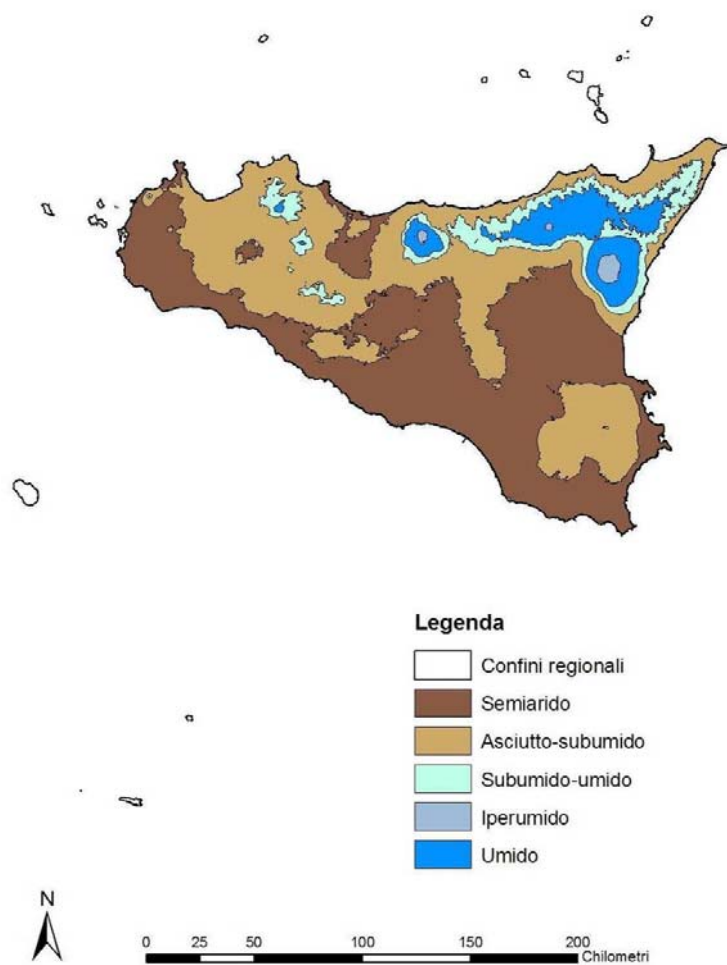 Legenda
Confini regionali
Semiarido
Asciutto-subumido
Subumido-umido
Iperumido
Umido
N
0 25 50 100 150 200
Chilometri